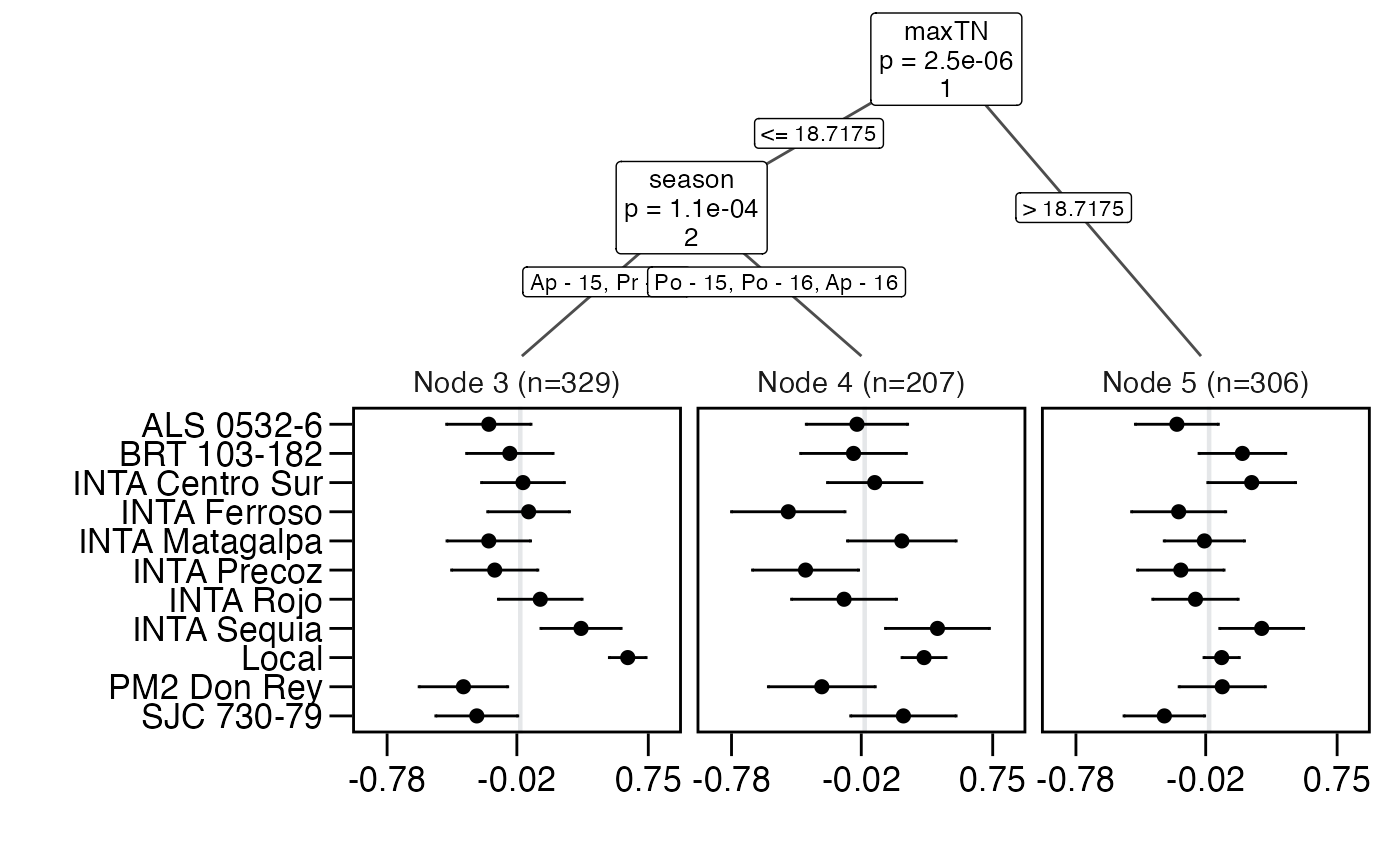 maxTN
p = 2.5e-06
1
<= 18.7175
season
p = 1.1e-04
2
> 18.7175
Ap - 15, Pr
Po - 15, Po - 16, Ap - 16
Node 3 (n=329)
Node 4 (n=207)
Node 5 (n=306)
ALS 0532-6
BRT 103-182
INTA Centro Sur
INTA Ferroso
INTA Matagalpa
INTA Precoz
INTA Rojo
INTA Sequia
Local
PM2 Don Rey
SJC 730-79
-0.78 -0.02 0.75 -0.78 -0.02 0.75 -0.78 -0.02 0.75